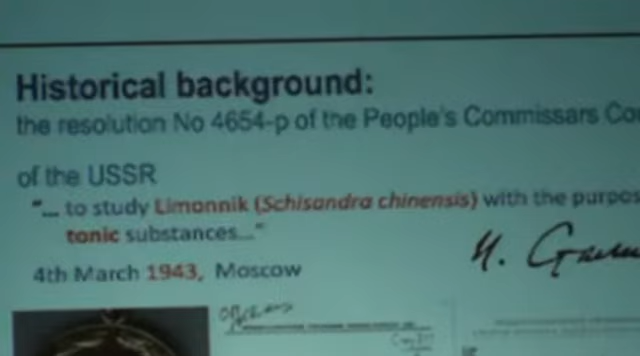 Historical background:
the resolution No 4654-p of the People's Commissars
of the USSR
"... to study Limonnik (Schisandra chinensis) with the
tonic substances..."
4th March 1943, Moscow